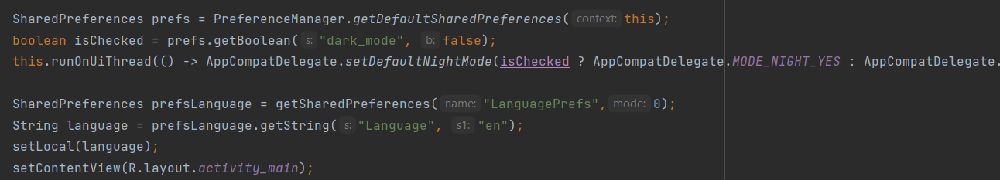 SharedPreferences prefs = PreferenceManager.getDefaultSharedPreferences( context: this);
boolean isChecked = prefs.getBoolean( s: "dark_mode", b: false);
this.runOnUiThread(() -> AppCompatDelegate.setDefaultNightMode(isChecked ? AppCompatDelegate.MODE_NIGHT_YES : AppCompatDelegate.
SharedPreferences prefsLanguage = getSharedPreferences( name: "LanguagePrefs", mode: 0);
String language = prefsLanguage.getString( s: "Language", s1: "en");
setLocal(language);
setContentView(R.layout.activity_main);